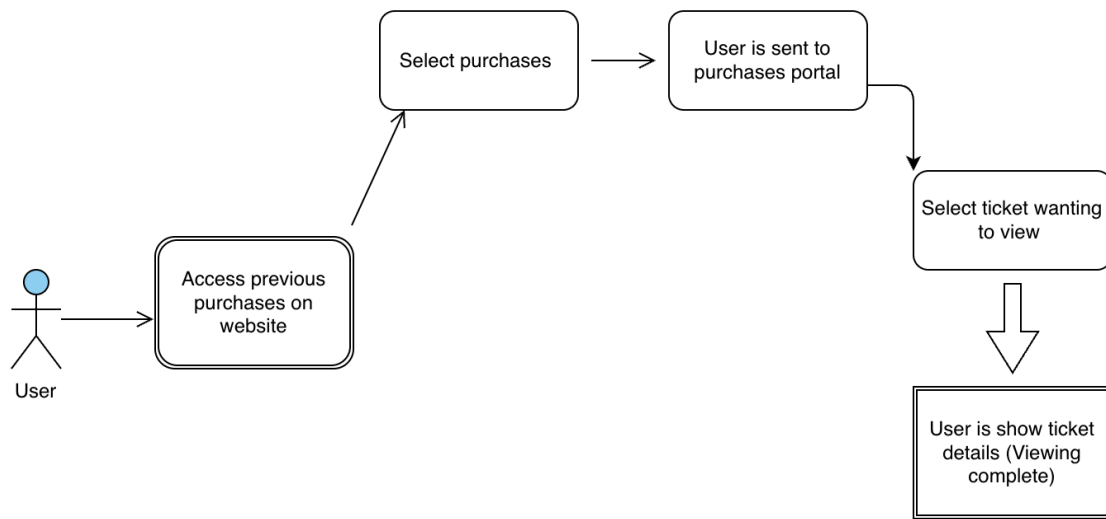 Select purchases
User is sent to
purchases portal
Select ticket wanting
to view
Access previous
purchases on
website
User
User is show ticket
details (Viewing
complete)